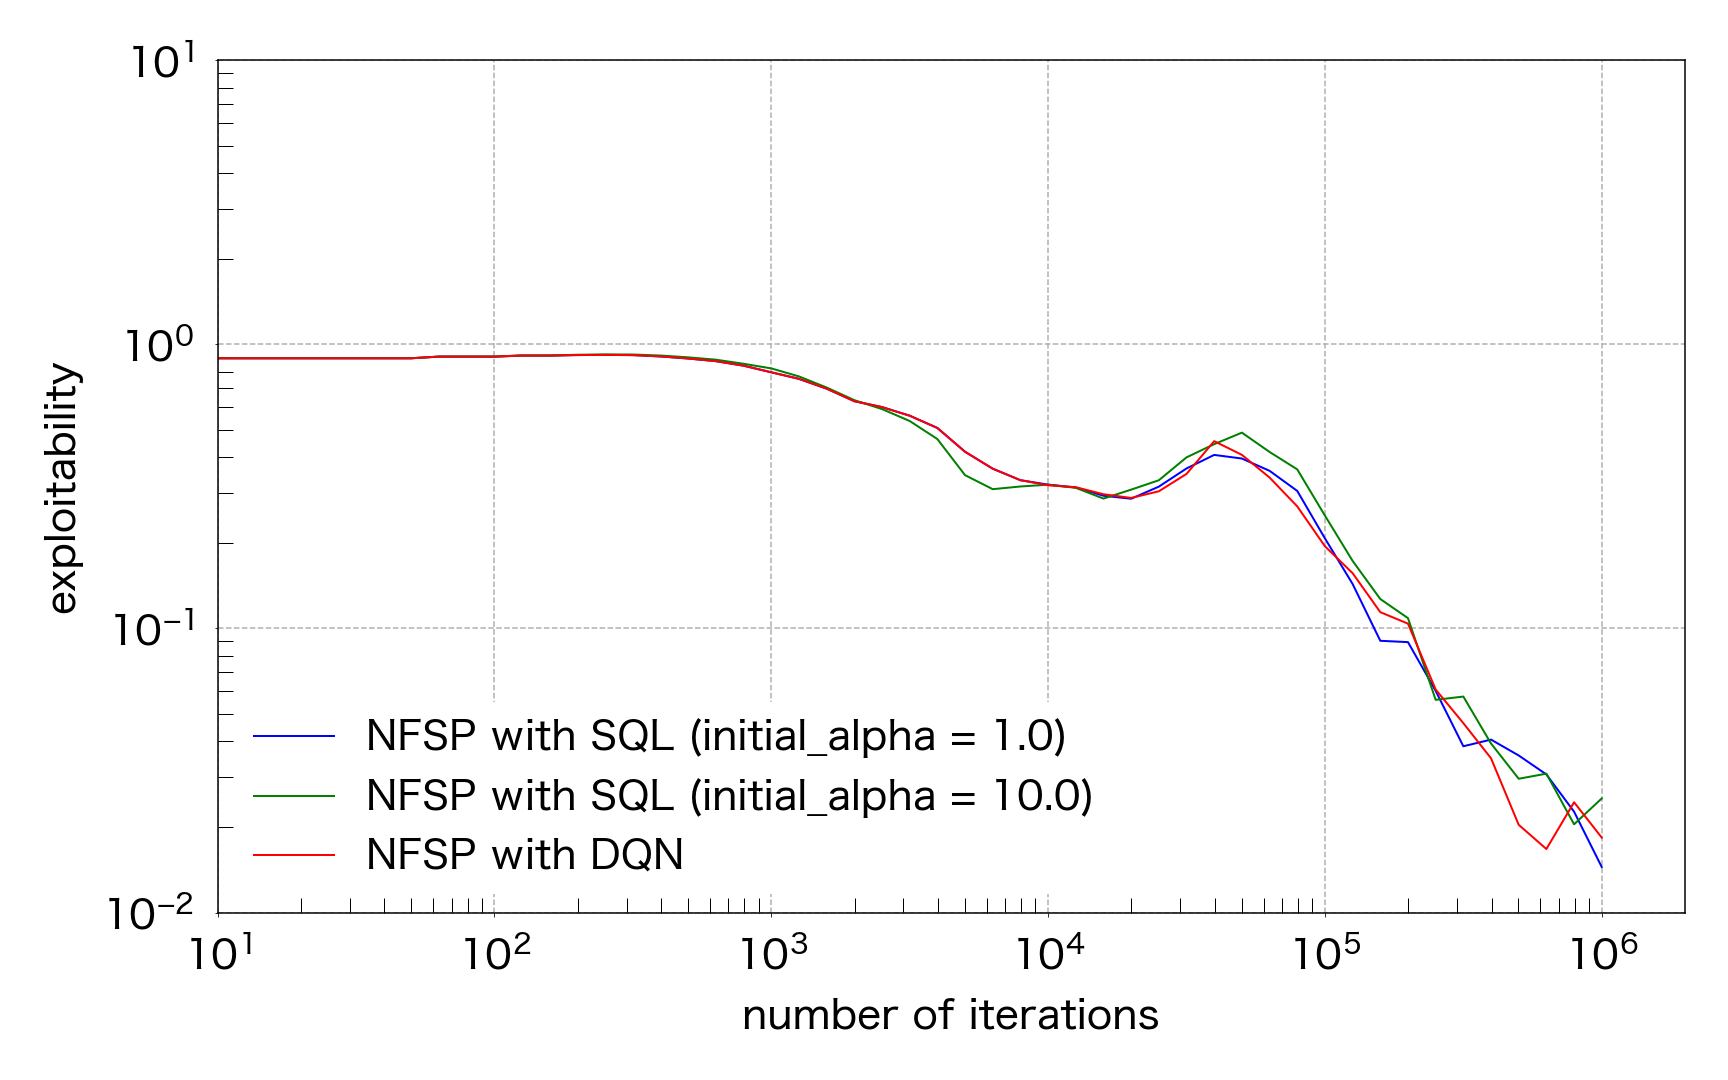 10¹
10⁰
10⁻¹
10⁻²
exploitability
NFSP with SQL (initial_alpha = 1.0)
NFSP with SQL (initial_alpha = 10.0)
NFSP with DQN
10¹ 10² 10³ 10⁴ 10⁵ 10⁶
number of iterations